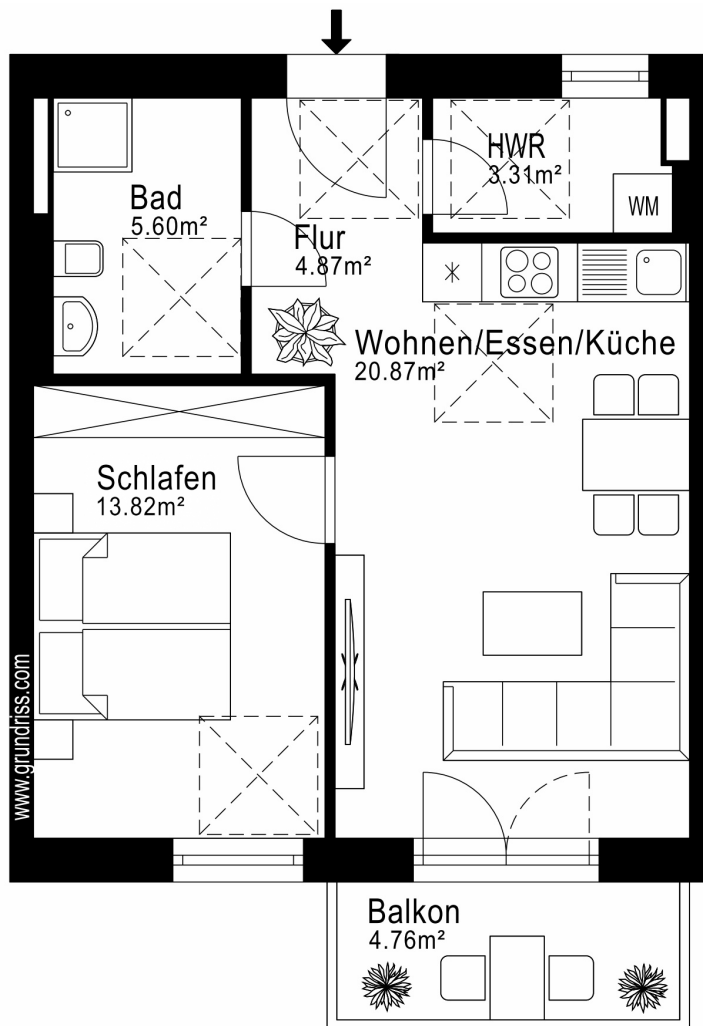 HWR
3.31m²
WM
Bad
5.60m²
Flur
4.87m²
Wohnen/Essen/Küche
20.87m²
Schlafen
13.82m²
www.grundriss.com
Balkon
4.76m²